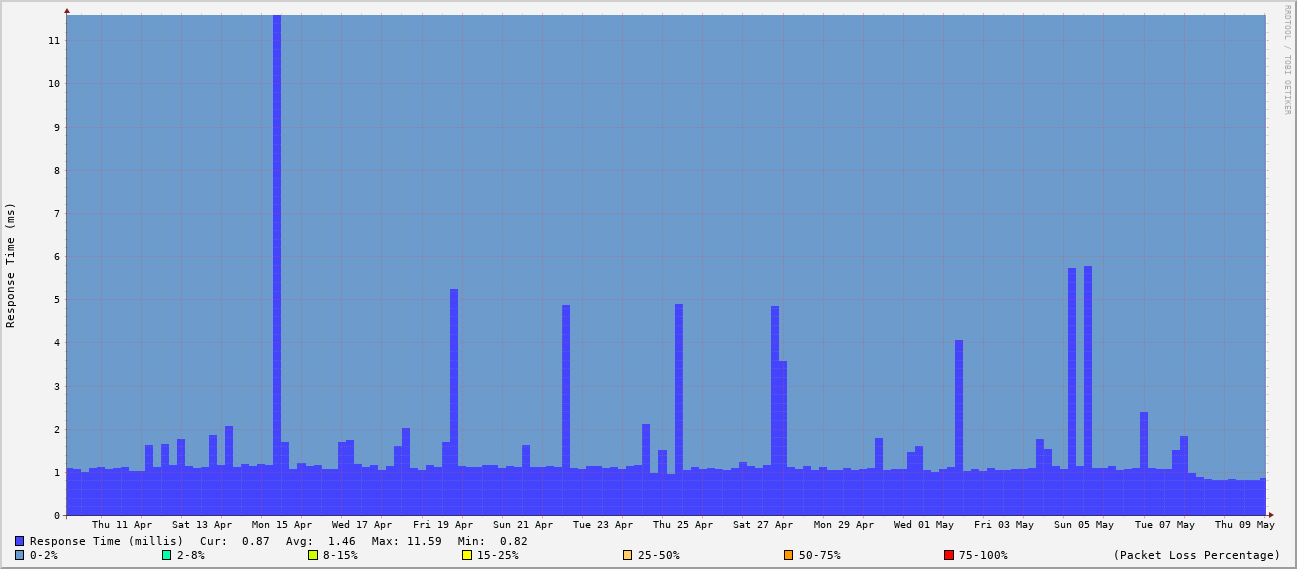 RRDTOOL / TOBI OETIKER
Response Time (ms)
11
10
9
8
7
6
5
4
3
2
1
0
Thu 11 Apr Sat 13 Apr Mon 15 Apr Wed 17 Apr Fri 19 Apr Sun 21 Apr Tue 23 Apr Thu 25 Apr Sat 27 Apr Mon 29 Apr Wed 01 May Fri 03 May Sun 05 May Tue 07 May Thu 09 May
Response Time (millis) Cur: 0.87 Avg: 1.46 Max: 11.59 Min: 0.82
0-2% 2-8% 8-15% 15-25% 25-50% 50-75% 75-100% (Packet Loss Percentage)